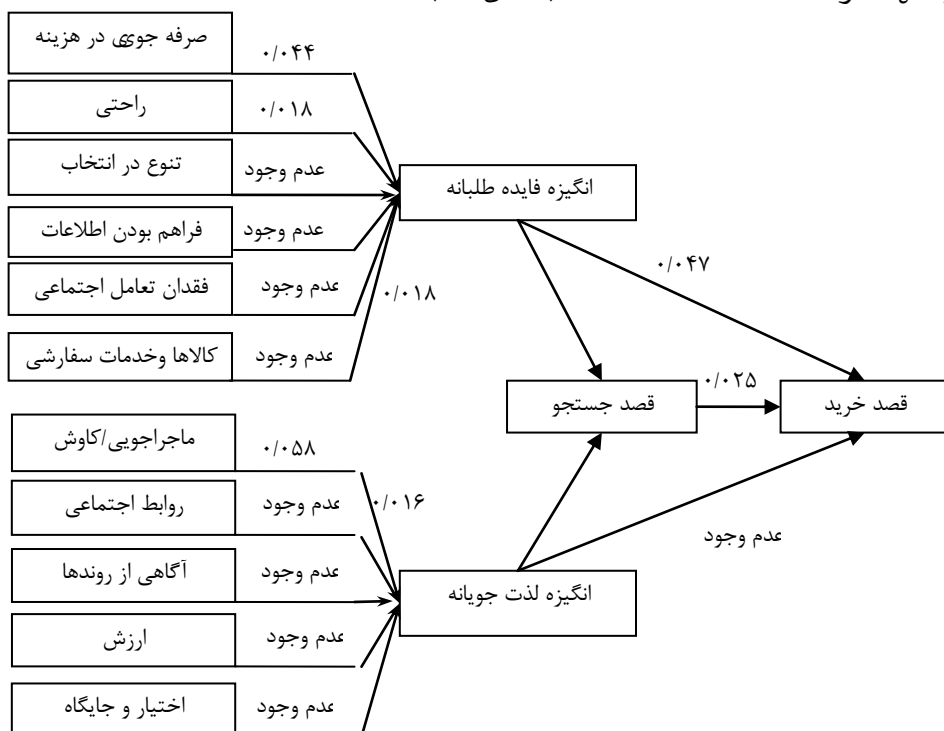 صرفه جویی در هزینه
۰/۰۴۴
راحتی
۰/۰۱۸
تنوع در انتخاب
عدم وجود
انگیزه فایده طلبانه
فراهم بودن اطلاعات
عدم وجود
فقدان تعامل اجتماعی
عدم وجود
۰/۰۱۸
۰/۰۴۷
کالاها وخدمات سفارشی
عدم وجود
قصد جستجو
۰/۰۲۵
قصد خرید
ماجراجویی/کاوش
۰/۰۵۸
روابط اجتماعی
عدم وجود
۰/۰۱۶
عدم وجود
آگاهی از روندها
عدم وجود
انگیزه لذت جویانه
ارزش
عدم وجود
اختیار و جایگاه
عدم وجود